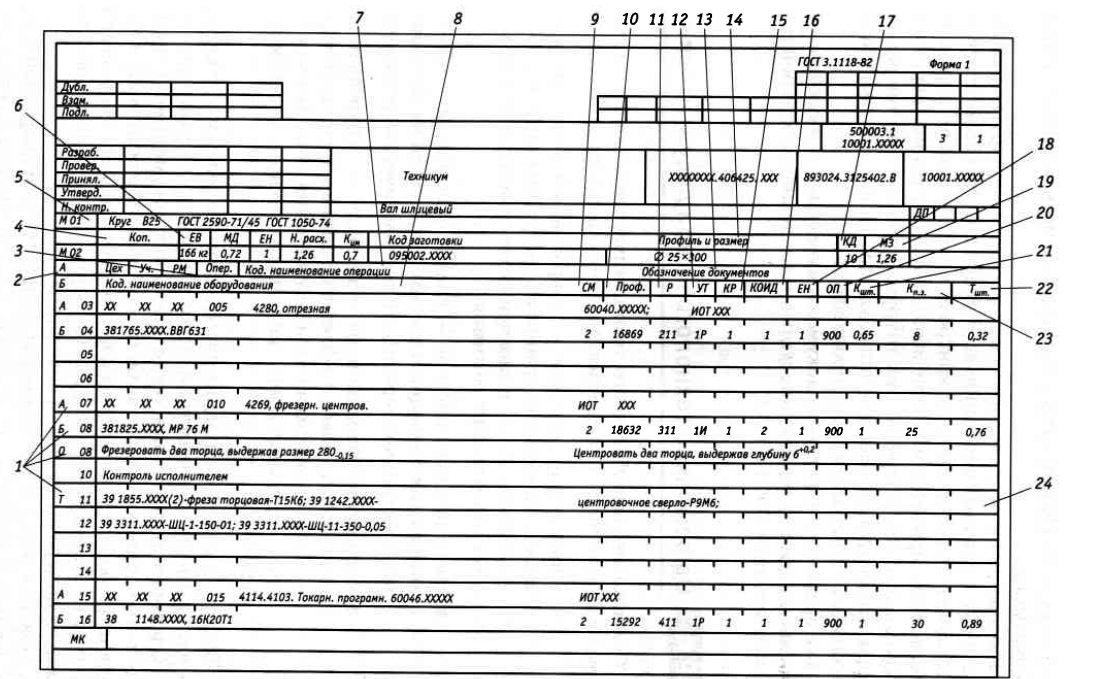 7 8 9 10 11 12 13 14 15 16 17
ГОСТ 3.1118-82 Форма 1
Дубл.
Взам.
Подл.
6
500003.1
10001.XXXXX 3 1
18
Разраб.
Провер.
Принял.
Утверд.
Н. контр.
Техникум XXXXXXXX.406425. XXX 893024.3125402.В 10001.XXXXX
19
5
Вал шлицевый ДП
М 01 Круг В25 ГОСТ 2590-71/45 ГОСТ 1050-74
20
4
Коп. ЕВ МД ЕН Н. расх. Ким Код заготовки Профиль и размер КД МЗ
3
М 02 166 кг 0,72 1 1,26 0,7 095002.XXXX Ø 25×300 10 1,26
21
2
А Цех Уч. РМ Опер. Код. наименование операции Обозначение документов
Б Код. наименование оборудования СМ Проф. Р УТ КР КОИД ЕН ОП Кшт. Кп.з. Тшт.
22
А 03 XX XX XX 005 4280, отрезная 60040.XXXXX; ИОТ XXX
Б 04 381765.XXXX.ВВГ631 2 16869 211 1Р 1 1 1 900 0,65 8 0,32
23
05
06
А 07 XX XX XX 010 4269, фрезерн. центров. ИОТ XXX
Б 08 381825.XXXX, МР 76 М 2 18632 311 1И 1 2 1 900 1 25 0,76
1
О 08 Фрезеровать два торца, выдержав размер 280-0,15 Центровать два торца, выдержав глубину 6+0,2
10 Контроль исполнителем
24
Т 11 39 1855.XXXX(2)-фреза торцовая-Т15К6; 39 1242.XXXX- центровочное сверло-Р9М6;
12 39 3311.XXXX-ШЦ-1-150-01; 39 3311.XXXX-ШЦ-11-350-0,05
13
14
А 15 XX XX XX 015 4114.4103. Токарн. програмн. 60046.XXXXX ИОТ XXX
Б 16 38 1148.XXXX, 16К20Т1 2 15292 411 1Р 1 1 1 900 1 30 0,89
МК